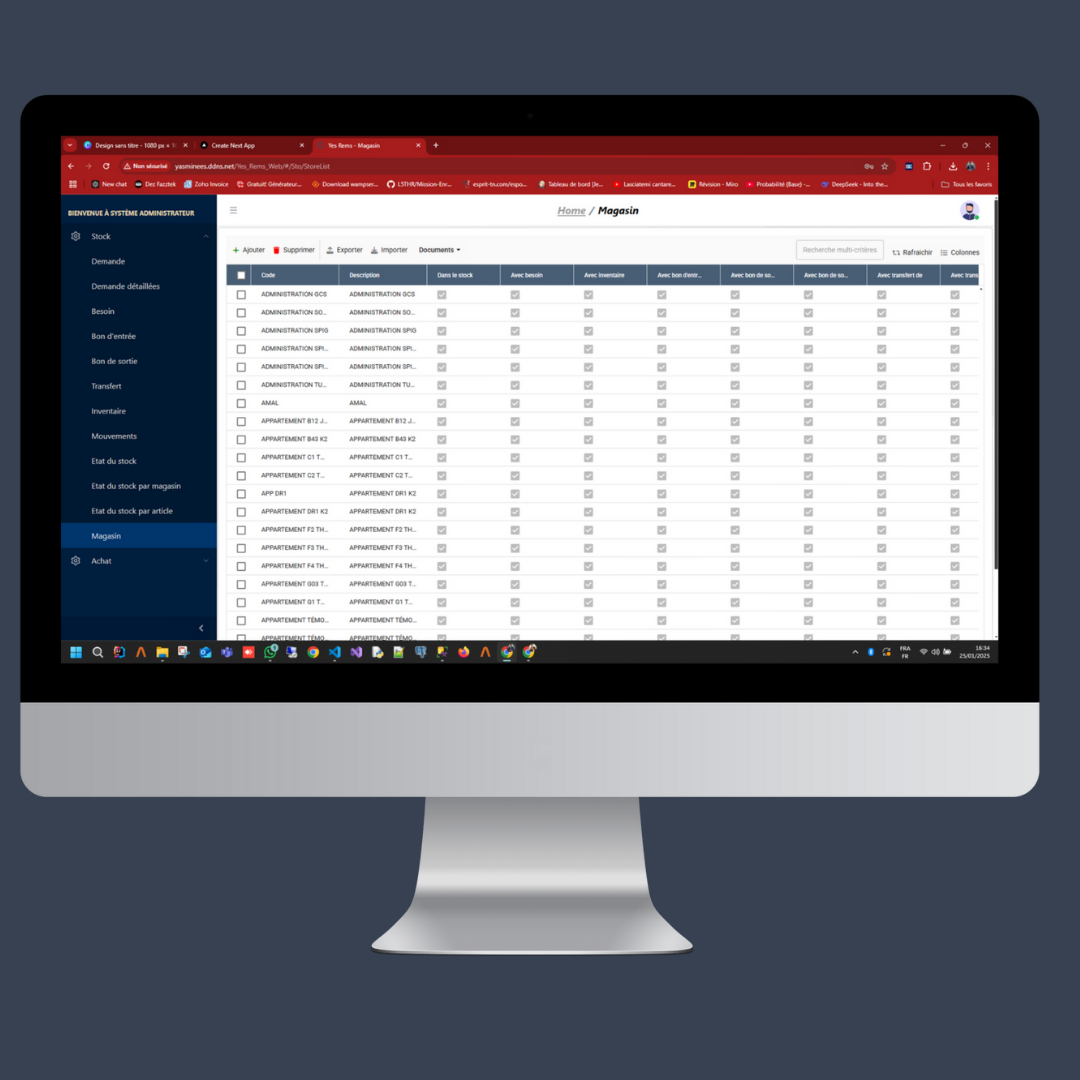 Design sans titre - 1080 px × 1
Create Next App
Yes Rems - Magasin
Non sécurisé yasminees.ddns.net/Yes_Rems_Web/#/Sto/StoreList
New chat
Dez Fazztek
Zoho Invoice
Gratuit! Générateur...
Download wampser...
L5THR/Mission-Enc...
esprit-tn.com/espo...
Tableau de bord (Je...
Lasciatemi cantare...
Révision - Miro
Probabilité (Base) -...
DeepSeek - Into the...
Tous les favoris
BIENVENUE À SYSTÈME ADMINISTRATEUR
Stock
Demande
Demande détaillées
Besoin
Bon d'entrée
Bon de sortie
Transfert
Inventaire
Mouvements
Etat du stock
Etat du stock par magasin
Etat du stock par article
Magasin
Achat
Home / Magasin
Ajouter Supprimer Exporter Importer Documents Recherche multi-critères Rafraichir Colonnes
Code Description Dans le stock Avec besoin Avec inventaire Avec bon d'entr... Avec bon de so... Avec bon de so... Avec transfert de Avec trans
ADMINISTRATION GCS ADMINISTRATION GCS
ADMINISTRATION SO... ADMINISTRATION SO...
ADMINISTRATION SPIG ADMINISTRATION SPIG
ADMINISTRATION SPI... ADMINISTRATION SPI...
ADMINISTRATION SPI... ADMINISTRATION SPI...
ADMINISTRATION TU... ADMINISTRATION TU...
AMAL AMAL
APPARTEMENT B12 J... APPARTEMENT B12 J...
APPARTEMENT B43 K2 APPARTEMENT B43 K2
APPARTEMENT C1 T... APPARTEMENT C1 T...
APPARTEMENT C2 T... APPARTEMENT C2 T...
APP DR1 APPARTEMENT DR1 K2
APPARTEMENT DR1 K2 APPARTEMENT DR1 K2
APPARTEMENT F2 TH... APPARTEMENT F2 TH...
APPARTEMENT F3 TH... APPARTEMENT F3 TH...
APPARTEMENT F4 TH... APPARTEMENT F4 TH...
APPARTEMENT G03 T... APPARTEMENT G03 T...
APPARTEMENT G1 T... APPARTEMENT G1 T...
APPARTEMENT TÉMO... APPARTEMENT TÉMO...
APPARTEMENT TÉMO... APPARTEMENT TÉMO...
FRA
FR
16:34
25/01/2025